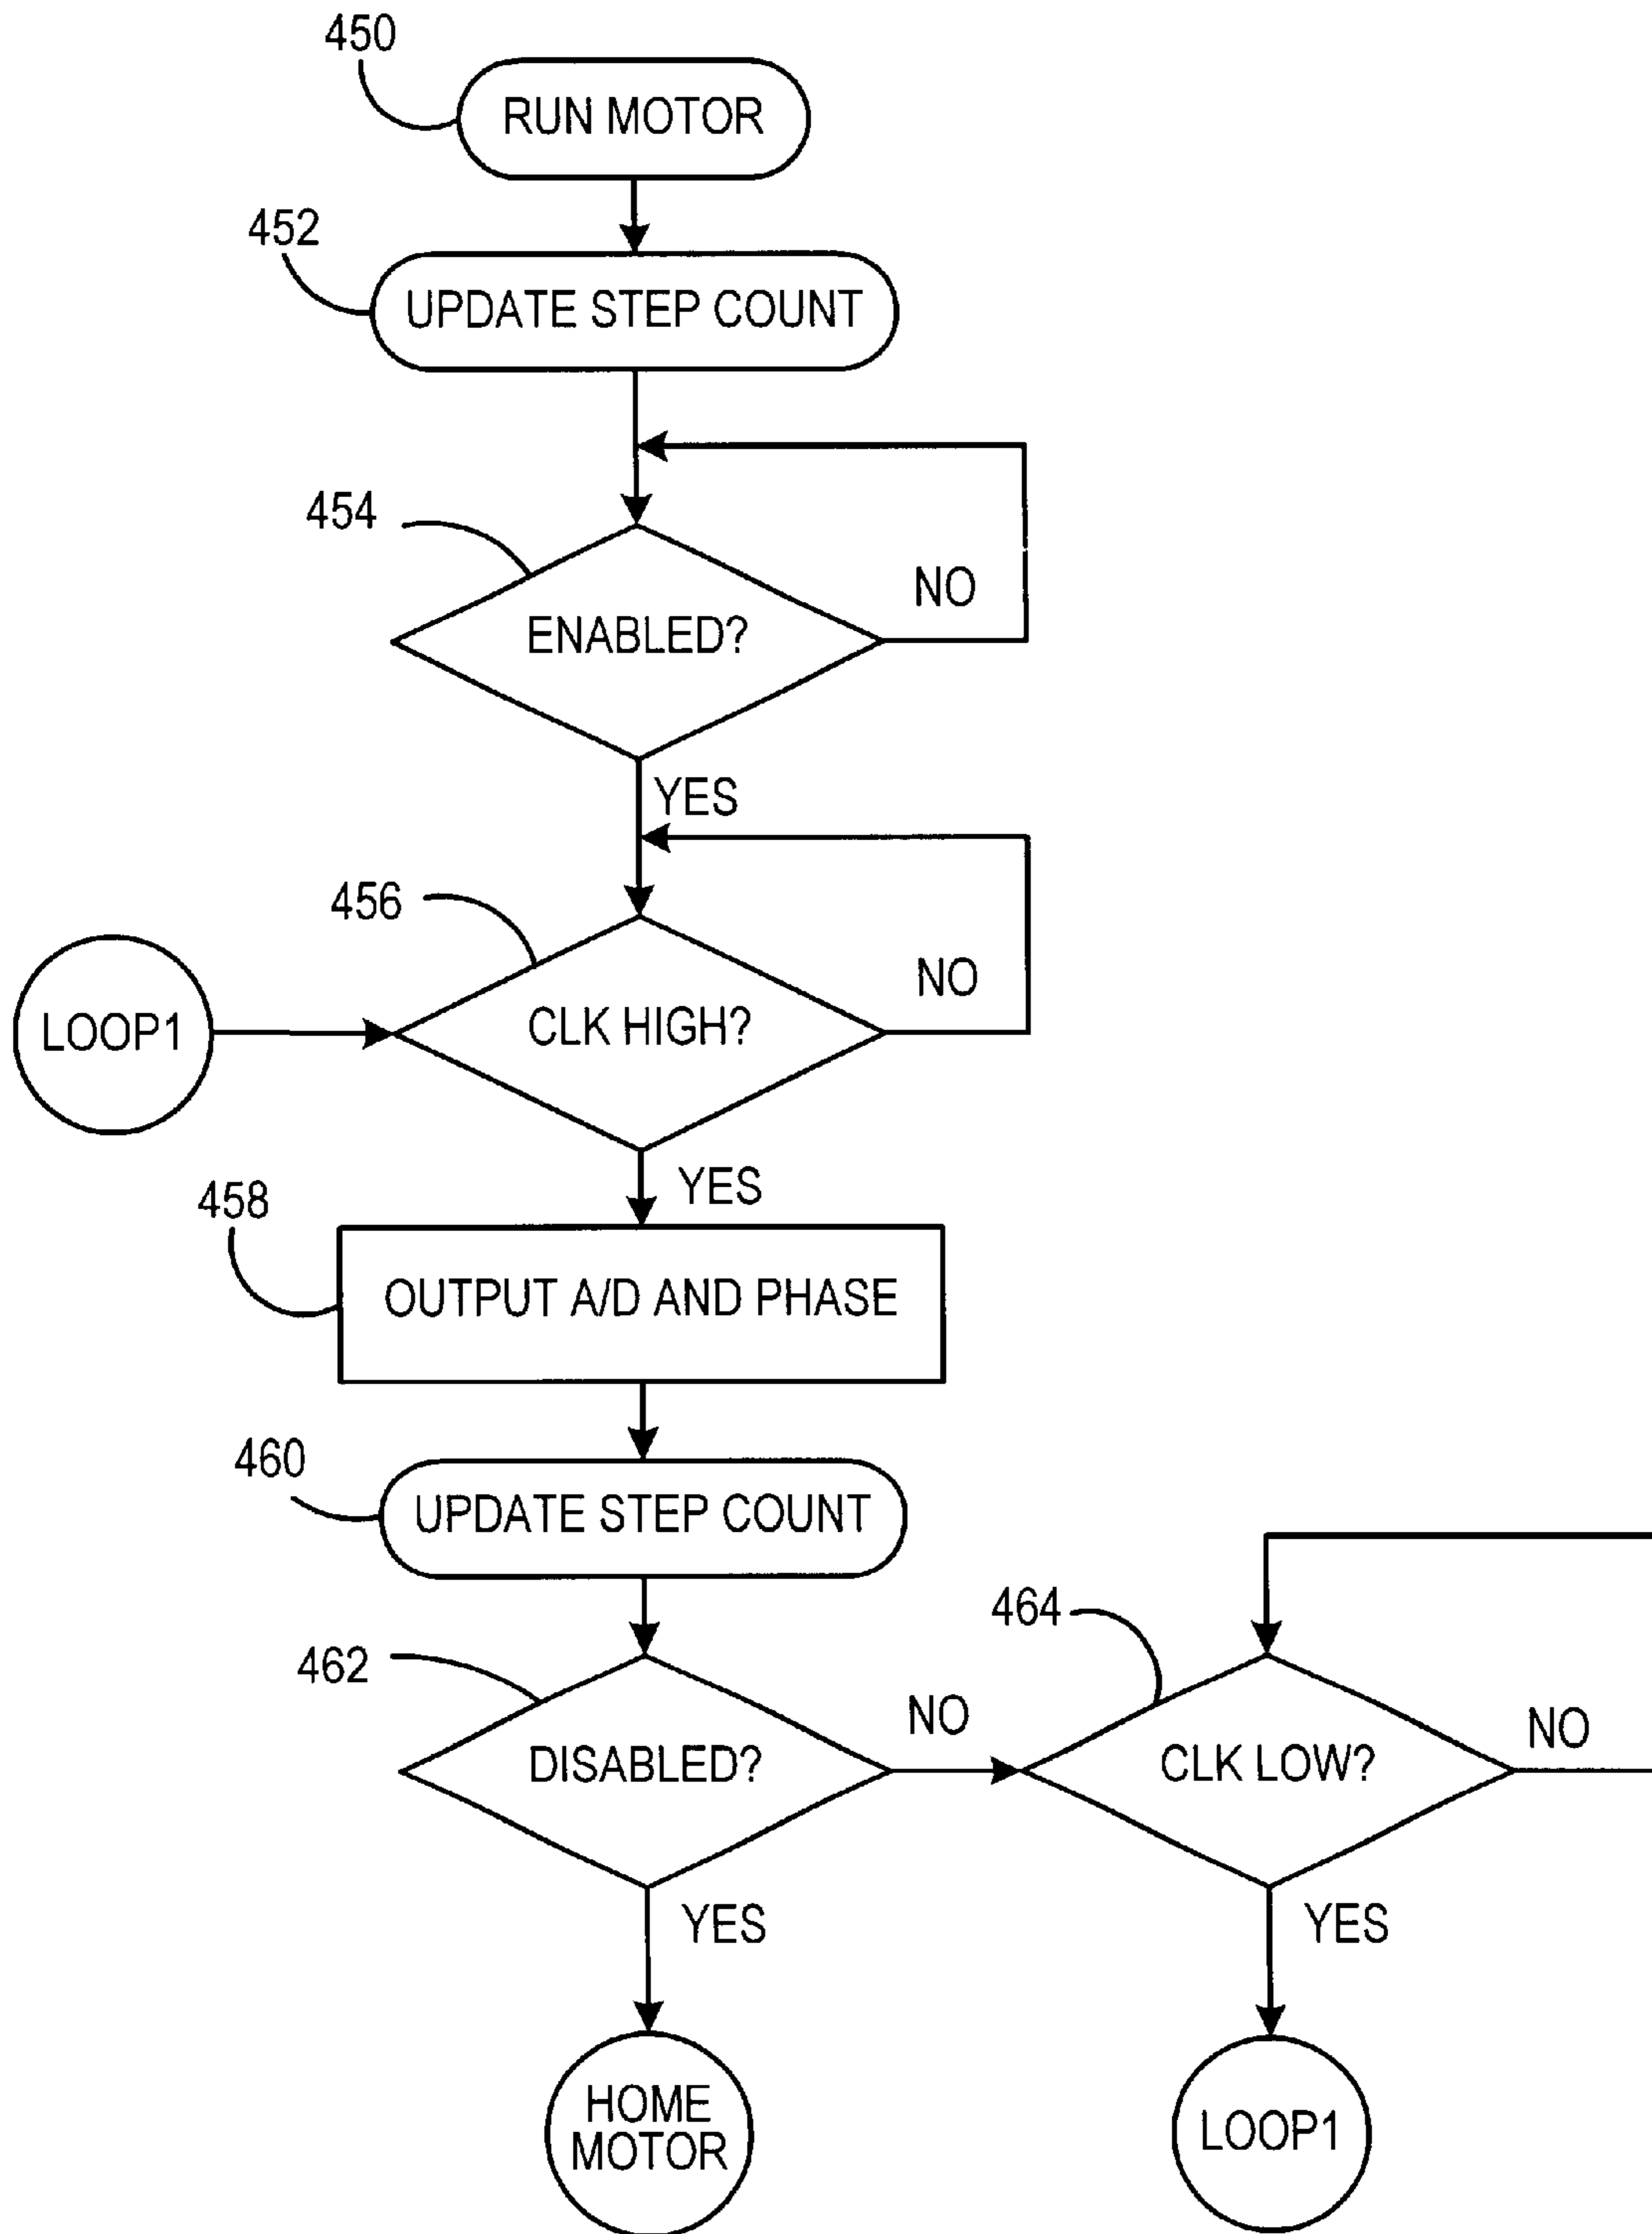 450
RUN MOTOR
452
UPDATE STEP COUNT
454
ENABLED?
NO
YES
456
LOOP1
CLK HIGH?
NO
YES
458
OUTPUT A/D AND PHASE
460
UPDATE STEP COUNT
462
DISABLED?
NO
464
CLK LOW?
NO
YES
YES
HOME
MOTOR
LOOP1